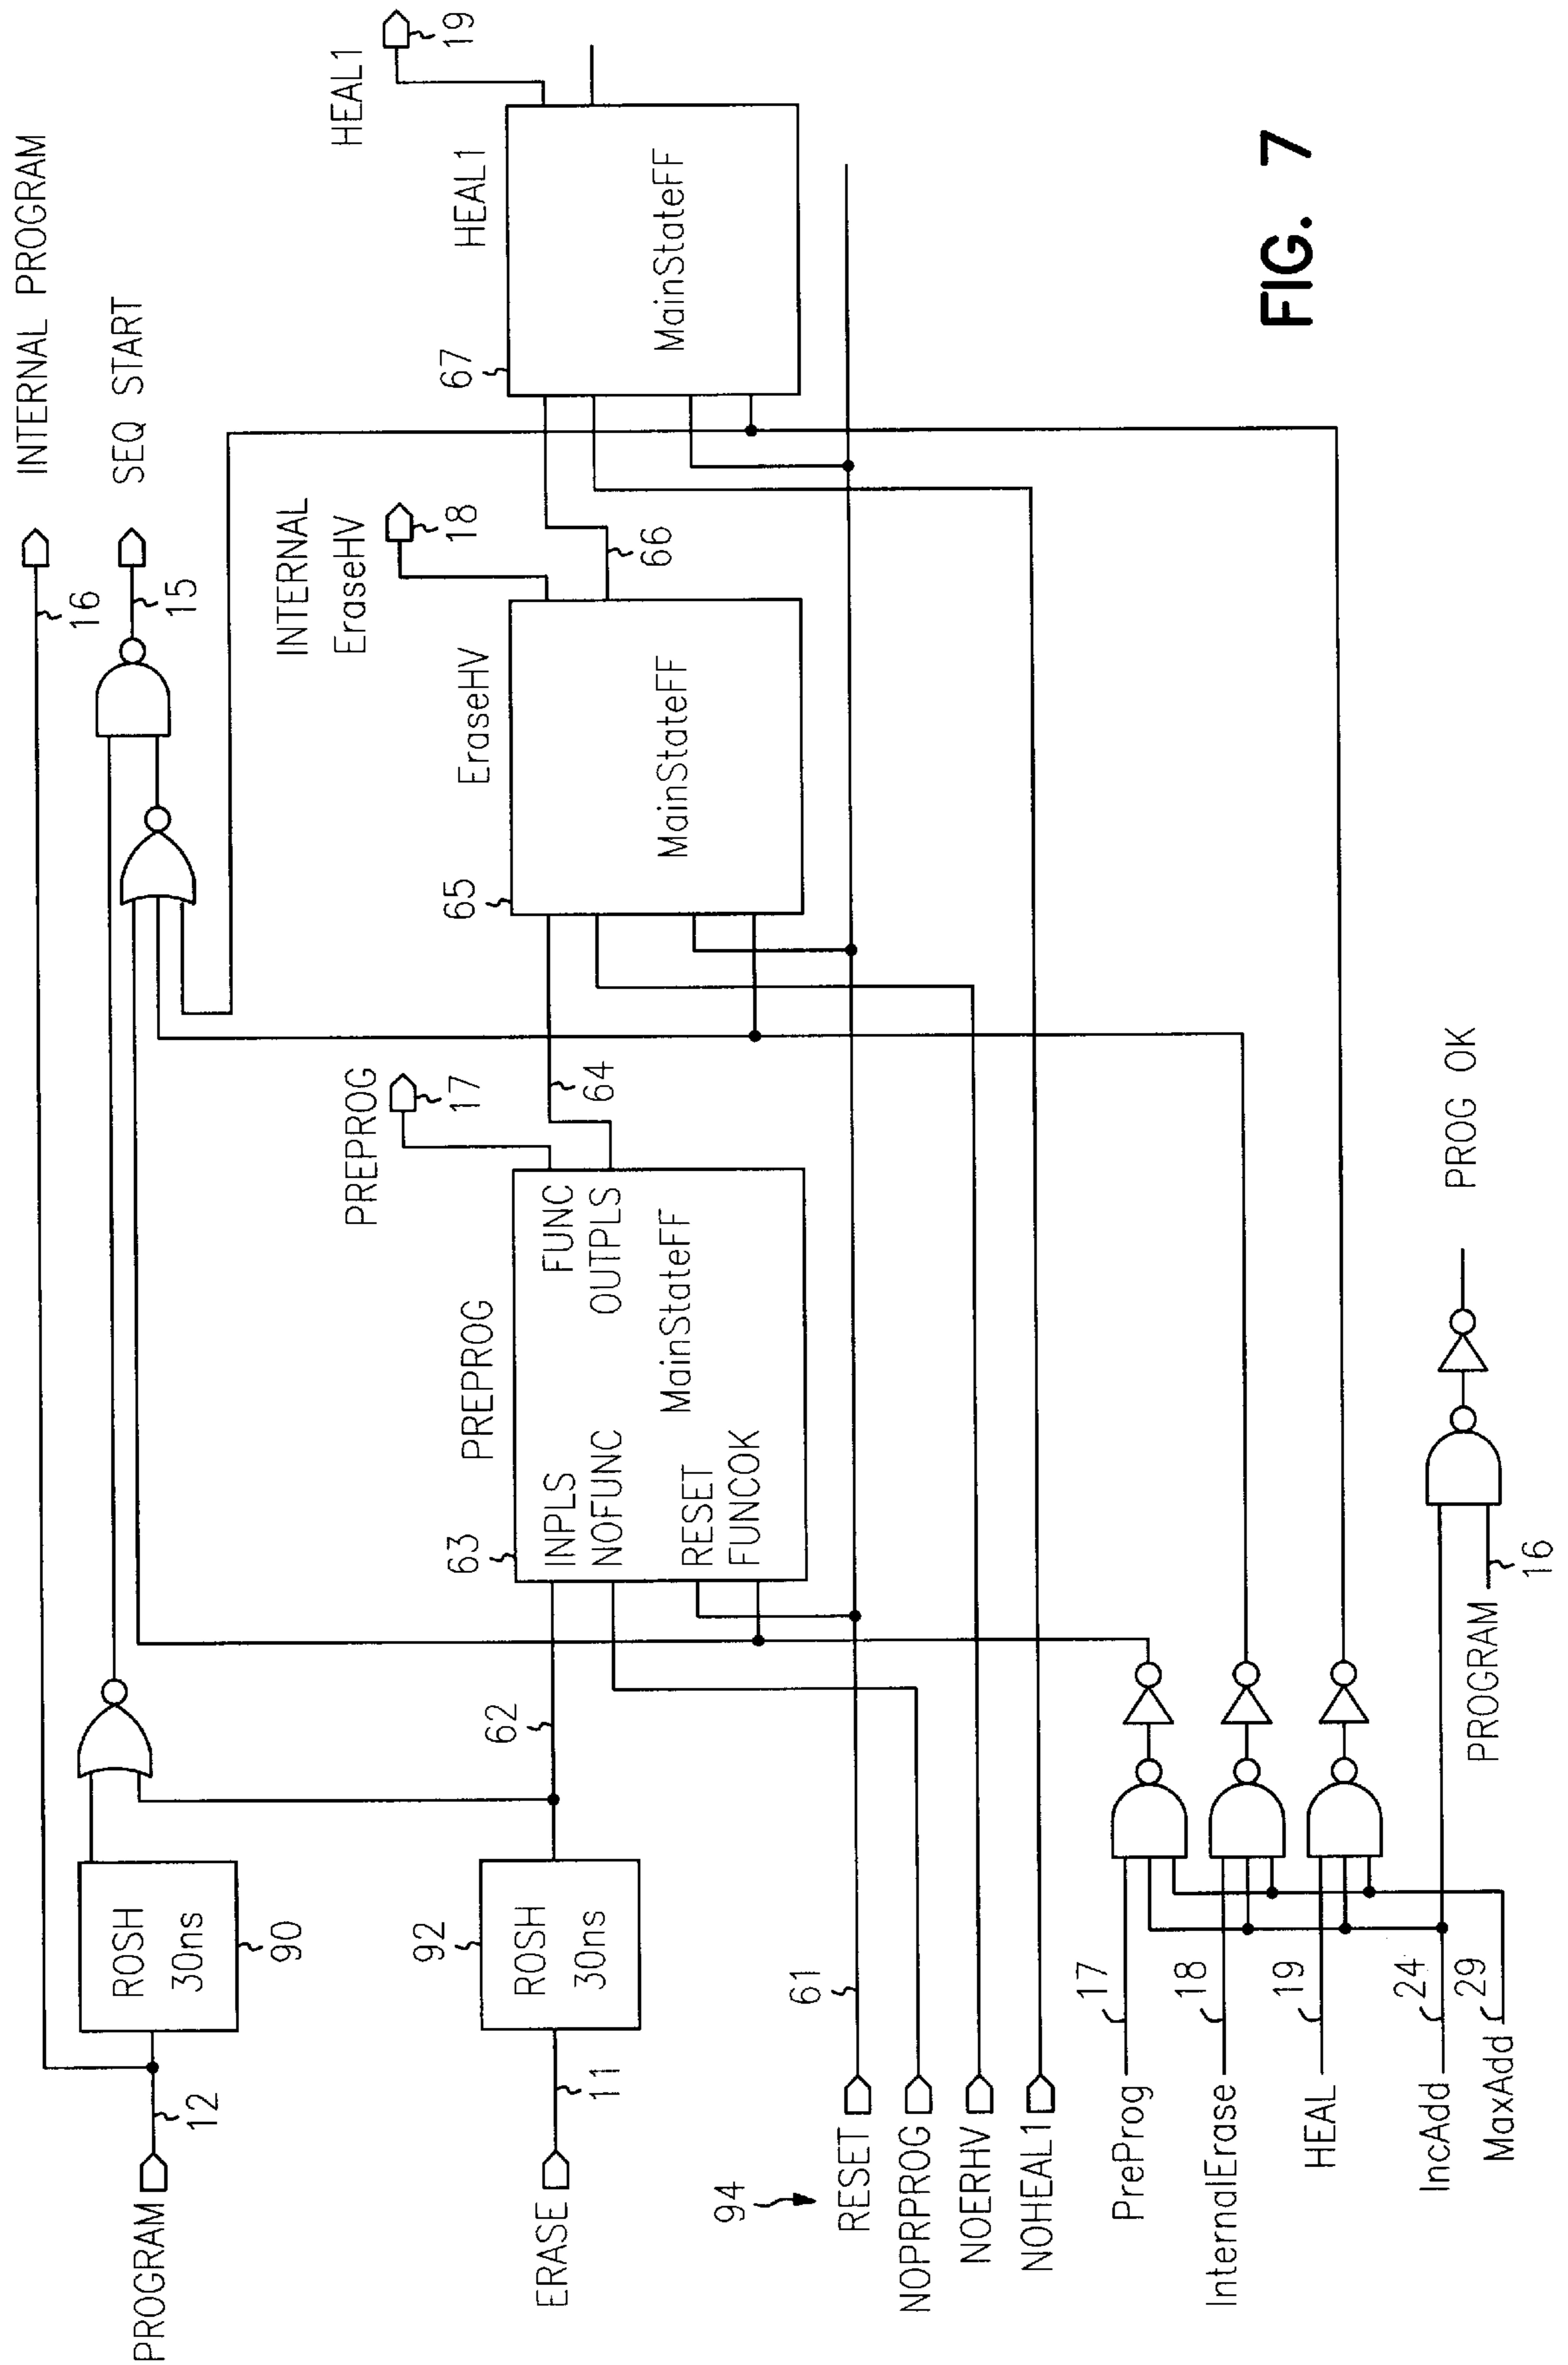 INTERNAL PROGRAM
16
SEQ START
15
PROGRAM
12
ROSH
30ns
90
ERASE
11
ROSH
30ns
92
62
PREPROG
63
INPLS
NOFUNC
RESET
FUNCOK
FUNC
OUTPLS
MainStateFF
PREPROG
17
64
EraseHV
65
MainStateFF
INTERNAL
EraseHV
18
66
HEAL1
67
MainStateFF
HEAL1
19
94
RESET
61
NOPRPROG
NOERHV
NOHEAL1
PreProg
17
InternalErase
18
HEAL
19
IncAdd
24
MaxAdd
29
PROGRAM
16
PROG OK
FIG. 7